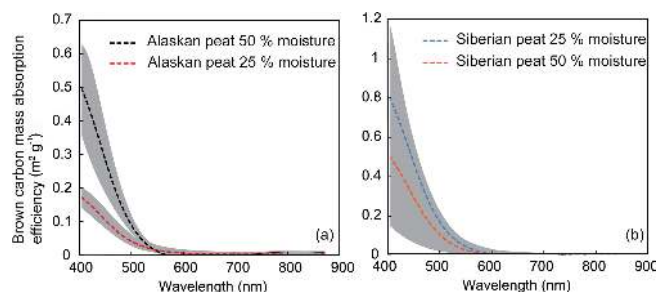 0.7
0.6
0.5
0.4
0.3
0.2
0.1
0
400 500 600 700 800 900
Wavelength (nm)
Brown carbon mass absorption
efficiency (m² g⁻¹)
Alaskan peat 50 % moisture
Alaskan peat 25 % moisture
(a)
1.2
1
0.8
0.6
0.4
0.2
0
400 500 600 700 800 900
Wavelength (nm)
Siberian peat 25 % moisture
Siberian peat 50 % moisture
(b)